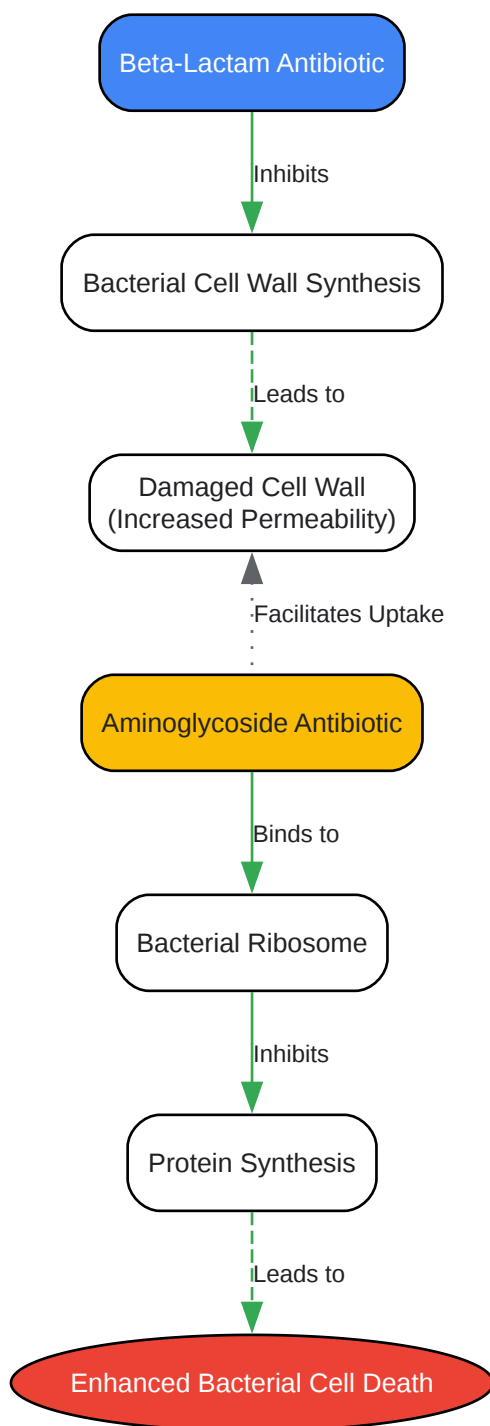 Beta-Lactam Antibiotic
Inhibits
Bacterial Cell Wall Synthesis
Leads to
Damaged Cell Wall
(Increased Permeability)
Facilitates Uptake
Aminoglycoside Antibiotic
Binds to
Bacterial Ribosome
Inhibits
Protein Synthesis
Leads to
Enhanced Bacterial Cell Death